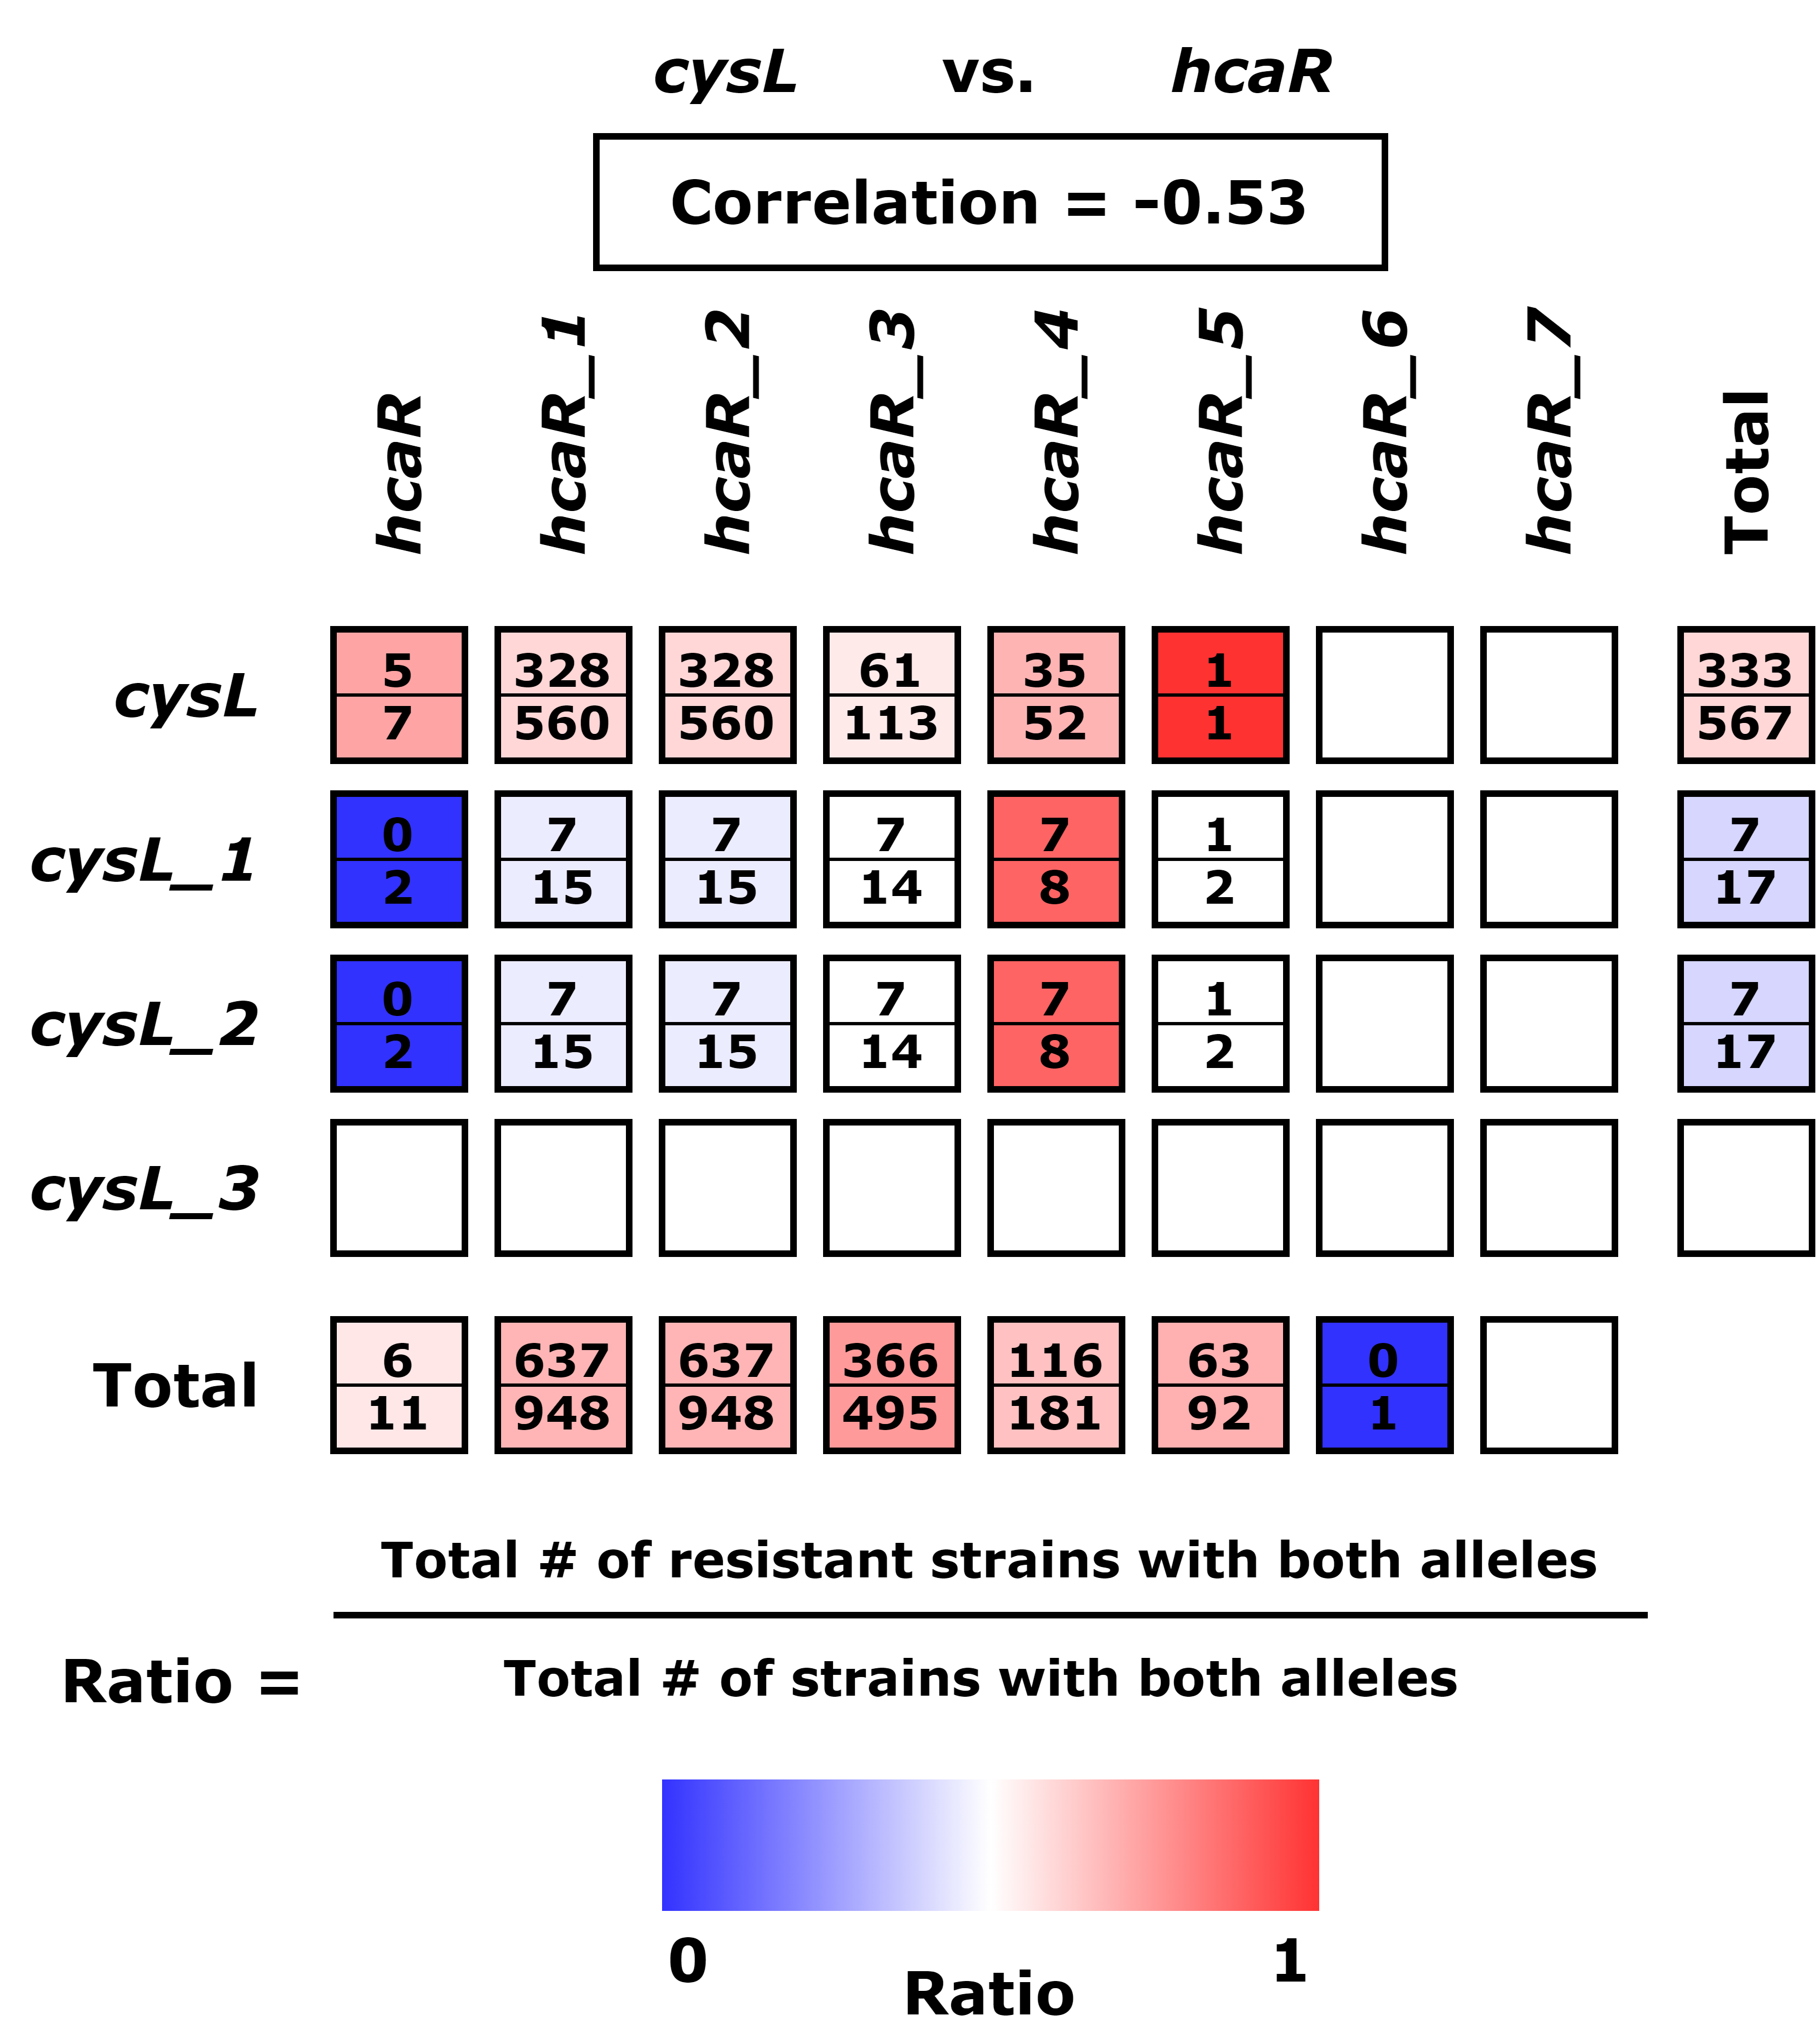 cysL vs. hcaR
Correlation = -0.53
hcaR hcaR_1 hcaR_2 hcaR_3 hcaR_4 hcaR_5 hcaR_6 hcaR_7 Total
cysL
5 328 328 61 35 1 333
7 560 560 113 52 1 567
cysL_1
0 7 7 7 7 1 7
2 15 15 14 8 2 17
cysL_2
0 7 7 7 7 1 7
2 15 15 14 8 2 17
cysL_3
Total
6 637 637 366 116 63 0
11 948 948 495 181 92 1
Total # of resistant strains with both alleles
Ratio =
Total # of strains with both alleles
0 1
Ratio